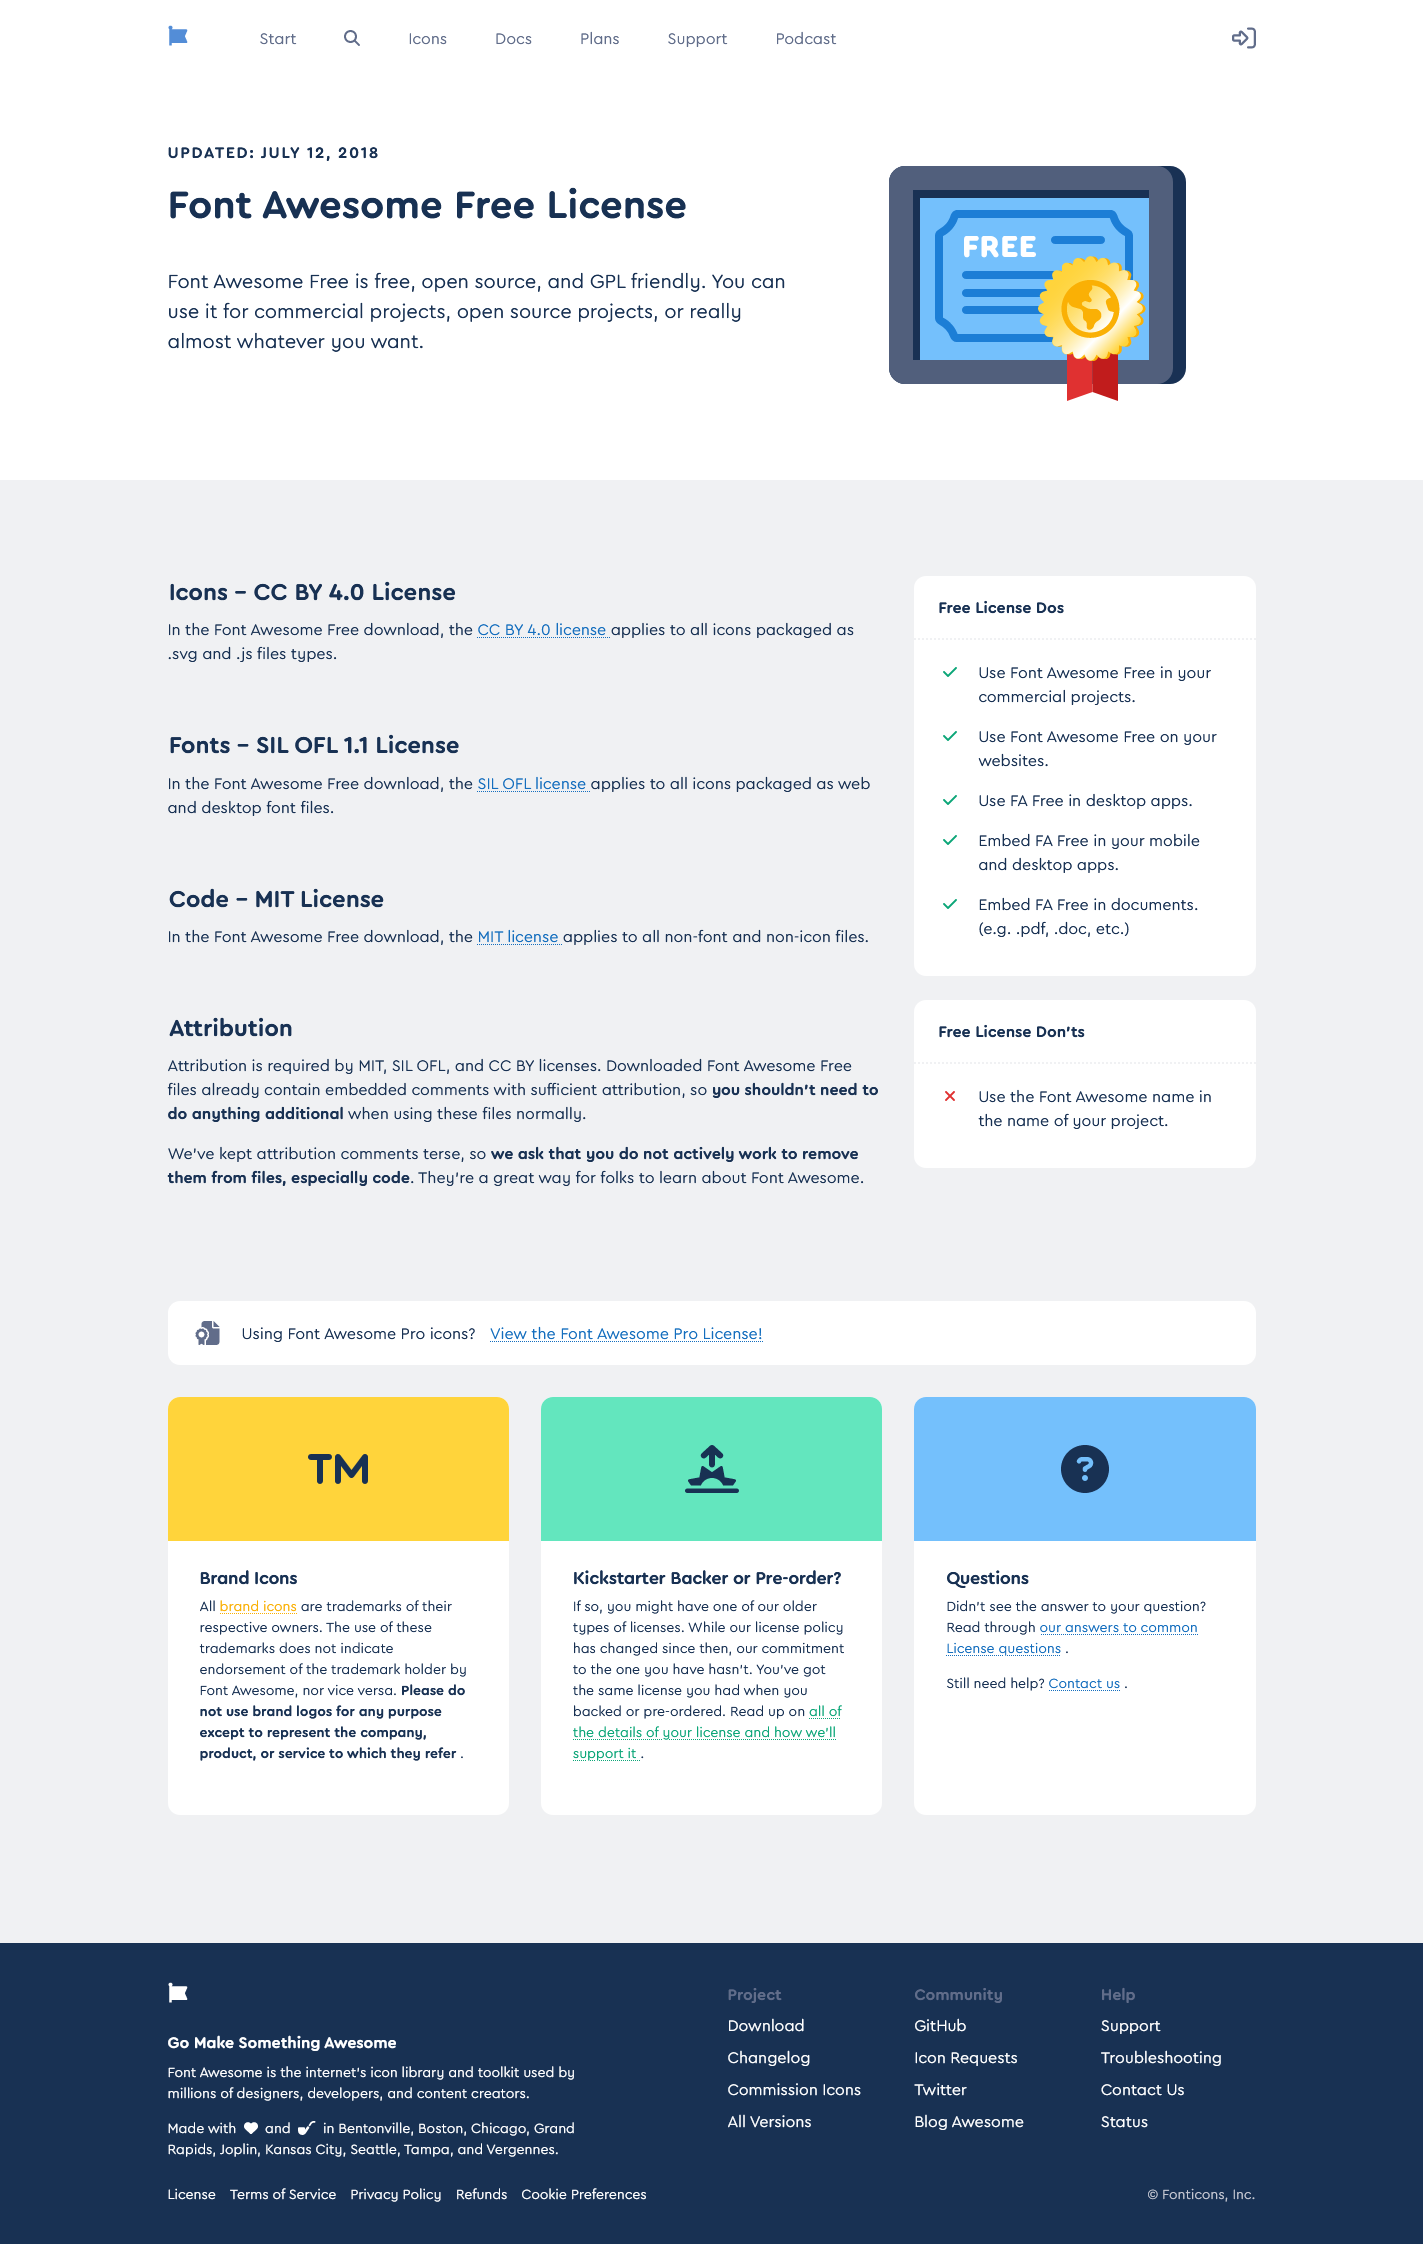 Start Icons Docs Plans Support Podcast
UPDATED: JULY 12, 2018
Font Awesome Free License
Font Awesome Free is free, open source, and GPL friendly. You can
use it for commercial projects, open source projects, or really
almost whatever you want.
FREE
Icons – CC BY 4.0 License
In the Font Awesome Free download, the CC BY 4.0 license applies to all icons packaged as
.svg and .js files types.
Fonts – SIL OFL 1.1 License
In the Font Awesome Free download, the SIL OFL license applies to all icons packaged as web
and desktop font files.
Code – MIT License
In the Font Awesome Free download, the MIT license applies to all non-font and non-icon files.
Attribution
Attribution is required by MIT, SIL OFL, and CC BY licenses. Downloaded Font Awesome Free
files already contain embedded comments with sufficient attribution, so you shouldn't need to
do anything additional when using these files normally.
We've kept attribution comments terse, so we ask that you do not actively work to remove
them from files, especially code. They're a great way for folks to learn about Font Awesome.
Free License Dos
Use Font Awesome Free in your
commercial projects.
Use Font Awesome Free on your
websites.
Use FA Free in desktop apps.
Embed FA Free in your mobile
and desktop apps.
Embed FA Free in documents.
(e.g. .pdf, .doc, etc.)
Free License Don'ts
Use the Font Awesome name in
the name of your project.
Using Font Awesome Pro icons? View the Font Awesome Pro License!
TM
Brand Icons
All brand icons are trademarks of their
respective owners. The use of these
trademarks does not indicate
endorsement of the trademark holder by
Font Awesome, nor vice versa. Please do
not use brand logos for any purpose
except to represent the company,
product, or service to which they refer .
Kickstarter Backer or Pre-order?
If so, you might have one of our older
types of licenses. While our license policy
has changed since then, our commitment
to the one you have hasn't. You've got
the same license you had when you
backed or pre-ordered. Read up on all of
the details of your license and how we'll
support it .
?
Questions
Didn't see the answer to your question?
Read through our answers to common
License questions .
Still need help? Contact us .
Go Make Something Awesome
Font Awesome is the internet's icon library and toolkit used by
millions of designers, developers, and content creators.
Made with and in Bentonville, Boston, Chicago, Grand
Rapids, Joplin, Kansas City, Seattle, Tampa, and Vergennes.
Project
Download
Changelog
Commission Icons
All Versions
Community
GitHub
Icon Requests
Twitter
Blog Awesome
Help
Support
Troubleshooting
Contact Us
Status
License Terms of Service Privacy Policy Refunds Cookie Preferences
© Fonticons, Inc.